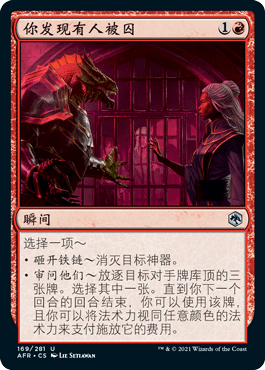 你发现有人被囚
1
瞬间
选择一项～
• 砸开铁链～消灭目标神器。
• 审问他们～放逐目标对手牌库顶的三
张牌。选择其中一张。直到你下一个
回合的回合结束，你可以使用该牌，
且你可以将法术力视同任意颜色的法
术力来支付施放它的费用。
169/281 U
AFR • CS LIE SETIAWAN
™ & © 2021 Wizards of the Coast